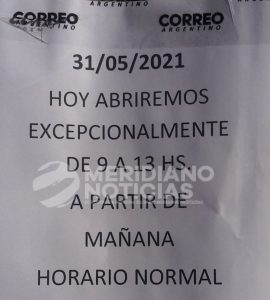 CORREO CORREO
ARGENTINO ARGENTINO
31/05/2021
HOY ABRIREMOS
EXCEPCIONALMENTE
DE 9 A 13 HS.
MERIDIANO
NOTICIAS
A PARTIR DE
MAÑANA
HORARIO NORMAL